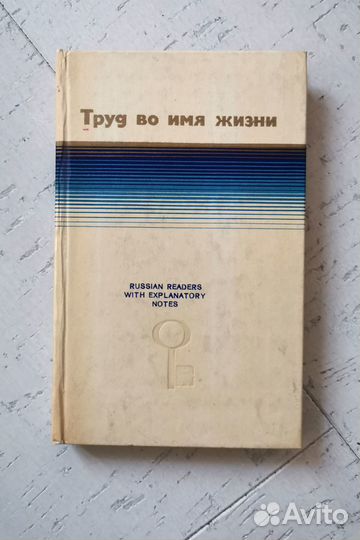 Труд во имя жизни
RUSSIAN READERS
WITH EXPLANATORY
NOTES
Avito